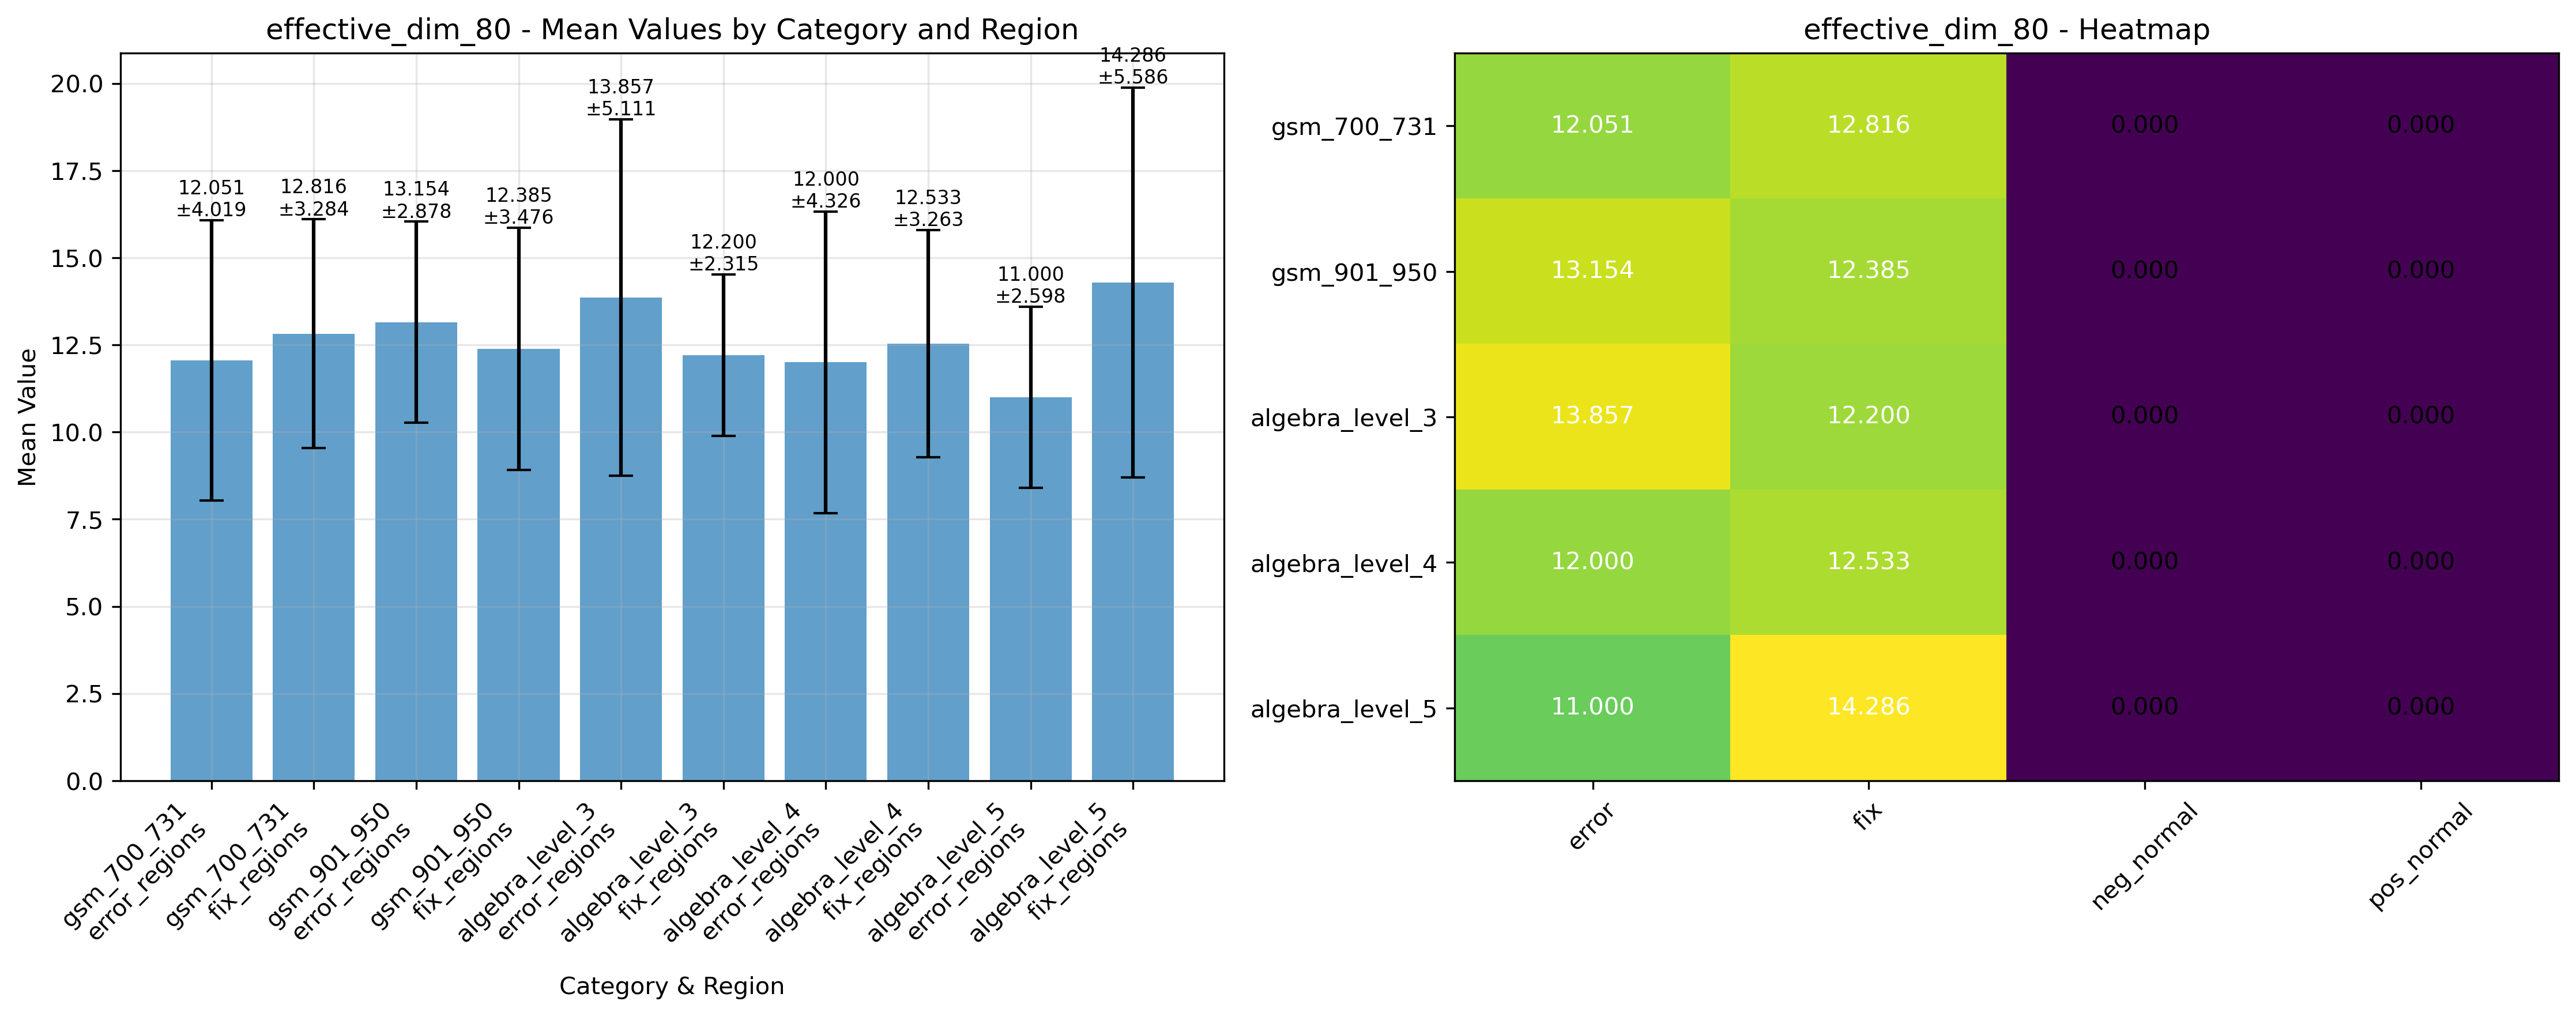 effective_dim_80 - Mean Values by Category and Region
Mean Value
20.0
17.5
15.0
12.5
10.0
7.5
5.0
2.5
0.0
12.051
±4.019
12.816
±3.284
13.154
±2.878
12.385
±3.476
13.857
±5.111
12.200
±2.315
12.000
±4.326
12.533
±3.263
11.000
±2.598
14.286
±5.586
gsm_700_731
error_regions
gsm_700_731
fix_regions
gsm_901_950
error_regions
gsm_901_950
fix_regions
algebra_level_3
error_regions
algebra_level_3
fix_regions
algebra_level_4
error_regions
algebra_level_4
fix_regions
algebra_level_5
error_regions
algebra_level_5
fix_regions
Category & Region
effective_dim_80 - Heatmap
gsm_700_731 12.051 12.816 0.000 0.000
gsm_901_950 13.154 12.385 0.000 0.000
algebra_level_3 13.857 12.200 0.000 0.000
algebra_level_4 12.000 12.533 0.000 0.000
algebra_level_5 11.000 14.286 0.000 0.000
error
fix
neg_normal
pos_normal